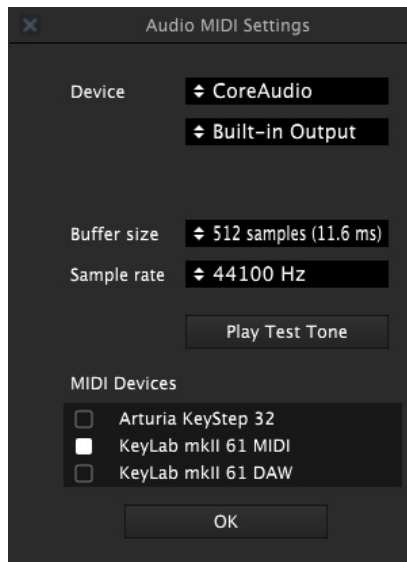 Audio MIDI Settings
Device
CoreAudio
Built-in Output
Buffer size
512 samples (11.6 ms)
Sample rate
44100 Hz
Play Test Tone
MIDI Devices
Arturia KeyStep 32
KeyLab mkII 61 MIDI
KeyLab mkII 61 DAW
OK